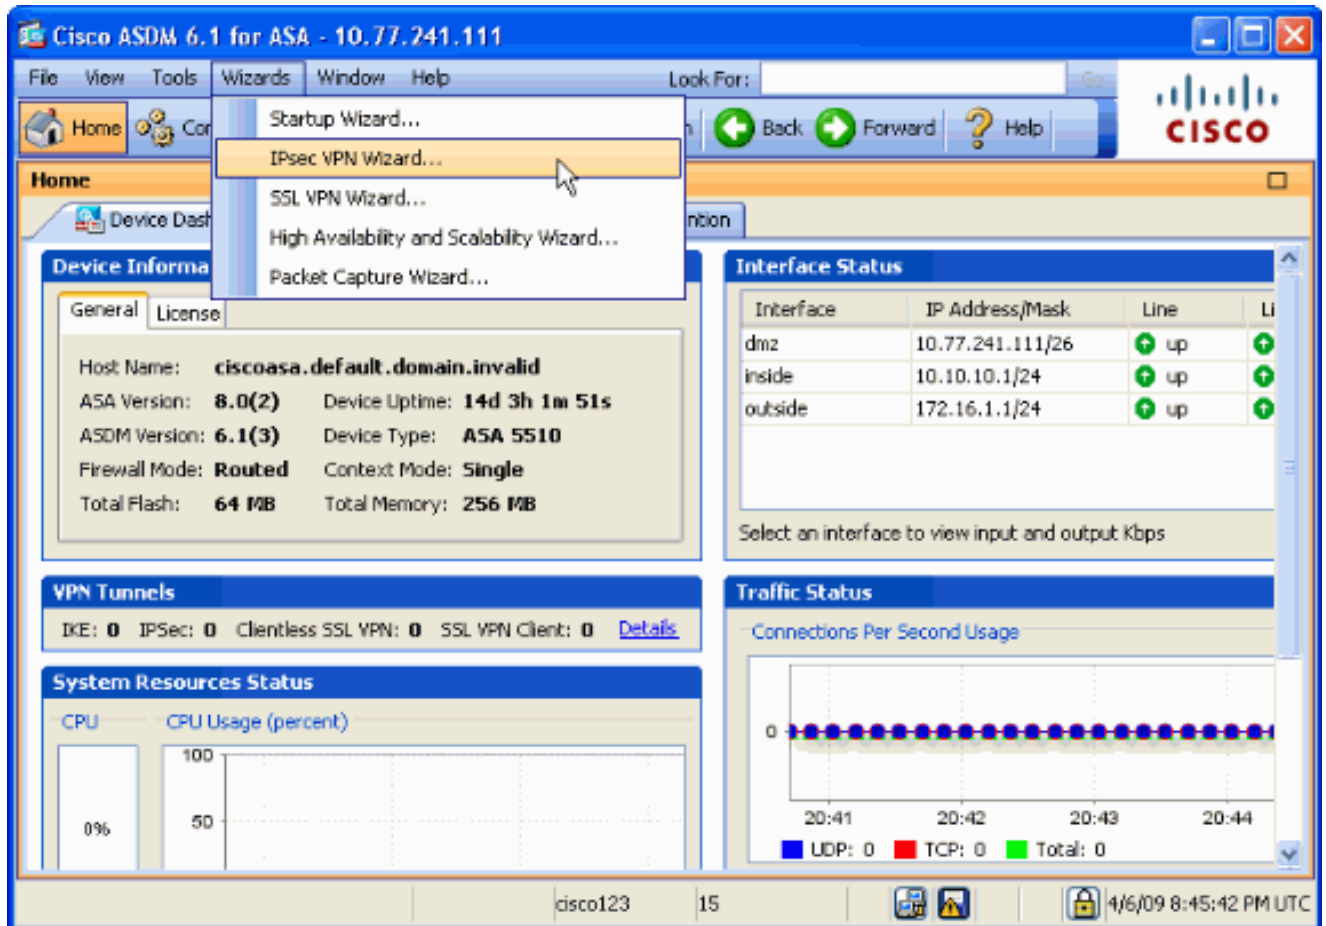 Cisco ASDM 6.1 for ASA - 10.77.241.111
File View Tools Wizards Window Help Look For: Go
Home Con Back Forward Help
CISCO
Startup Wizard...
IPsec VPN Wizard...
SSL VPN Wizard...
High Availability and Scalability Wizard...
Packet Capture Wizard...
Home
Device Dash ntion
Device Informa
General License
Host Name: ciscoasa.default.domain.invalid
ASA Version: 8.0(2) Device Uptime: 14d 3h 1m 51s
ASDM Version: 6.1(3) Device Type: ASA 5510
Firewall Mode: Routed Context Mode: Single
Total Flash: 64 MB Total Memory: 256 MB
Interface Status
Interface IP Address/Mask Line Li
dmz 10.77.241.111/26 up
inside 10.10.10.1/24 up
outside 172.16.1.1/24 up
Select an interface to view input and output Kbps
VPN Tunnels
IKE: 0 IPSec: 0 Clientless SSL VPN: 0 SSL VPN Client: 0 Details
System Resources Status
CPU CPU Usage (percent)
100
50
0%
Traffic Status
Connections Per Second Usage
0
20:41 20:42 20:43 20:44
UDP: 0 TCP: 0 Total: 0
cisco123 15 4/6/09 8:45:42 PM UTC